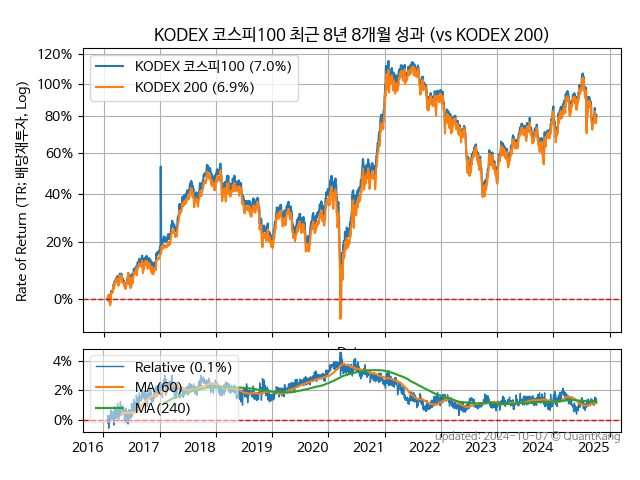 KODEX 코스피100 최근 8년 8개월 성과 (vs KODEX 200)
120%
100%
80%
60%
40%
20%
0%
Rate of Return (TR: 배당재투자, Log)
KODEX 코스피100 (7.0%)
KODEX 200 (6.9%)
4%
2%
0%
Relative (0.1%)
MA(60)
MA(240)
2016 2017 2018 2019 2020 2021 2022 2023 2024 2025
updated: 2024-10-07 © QuantKang